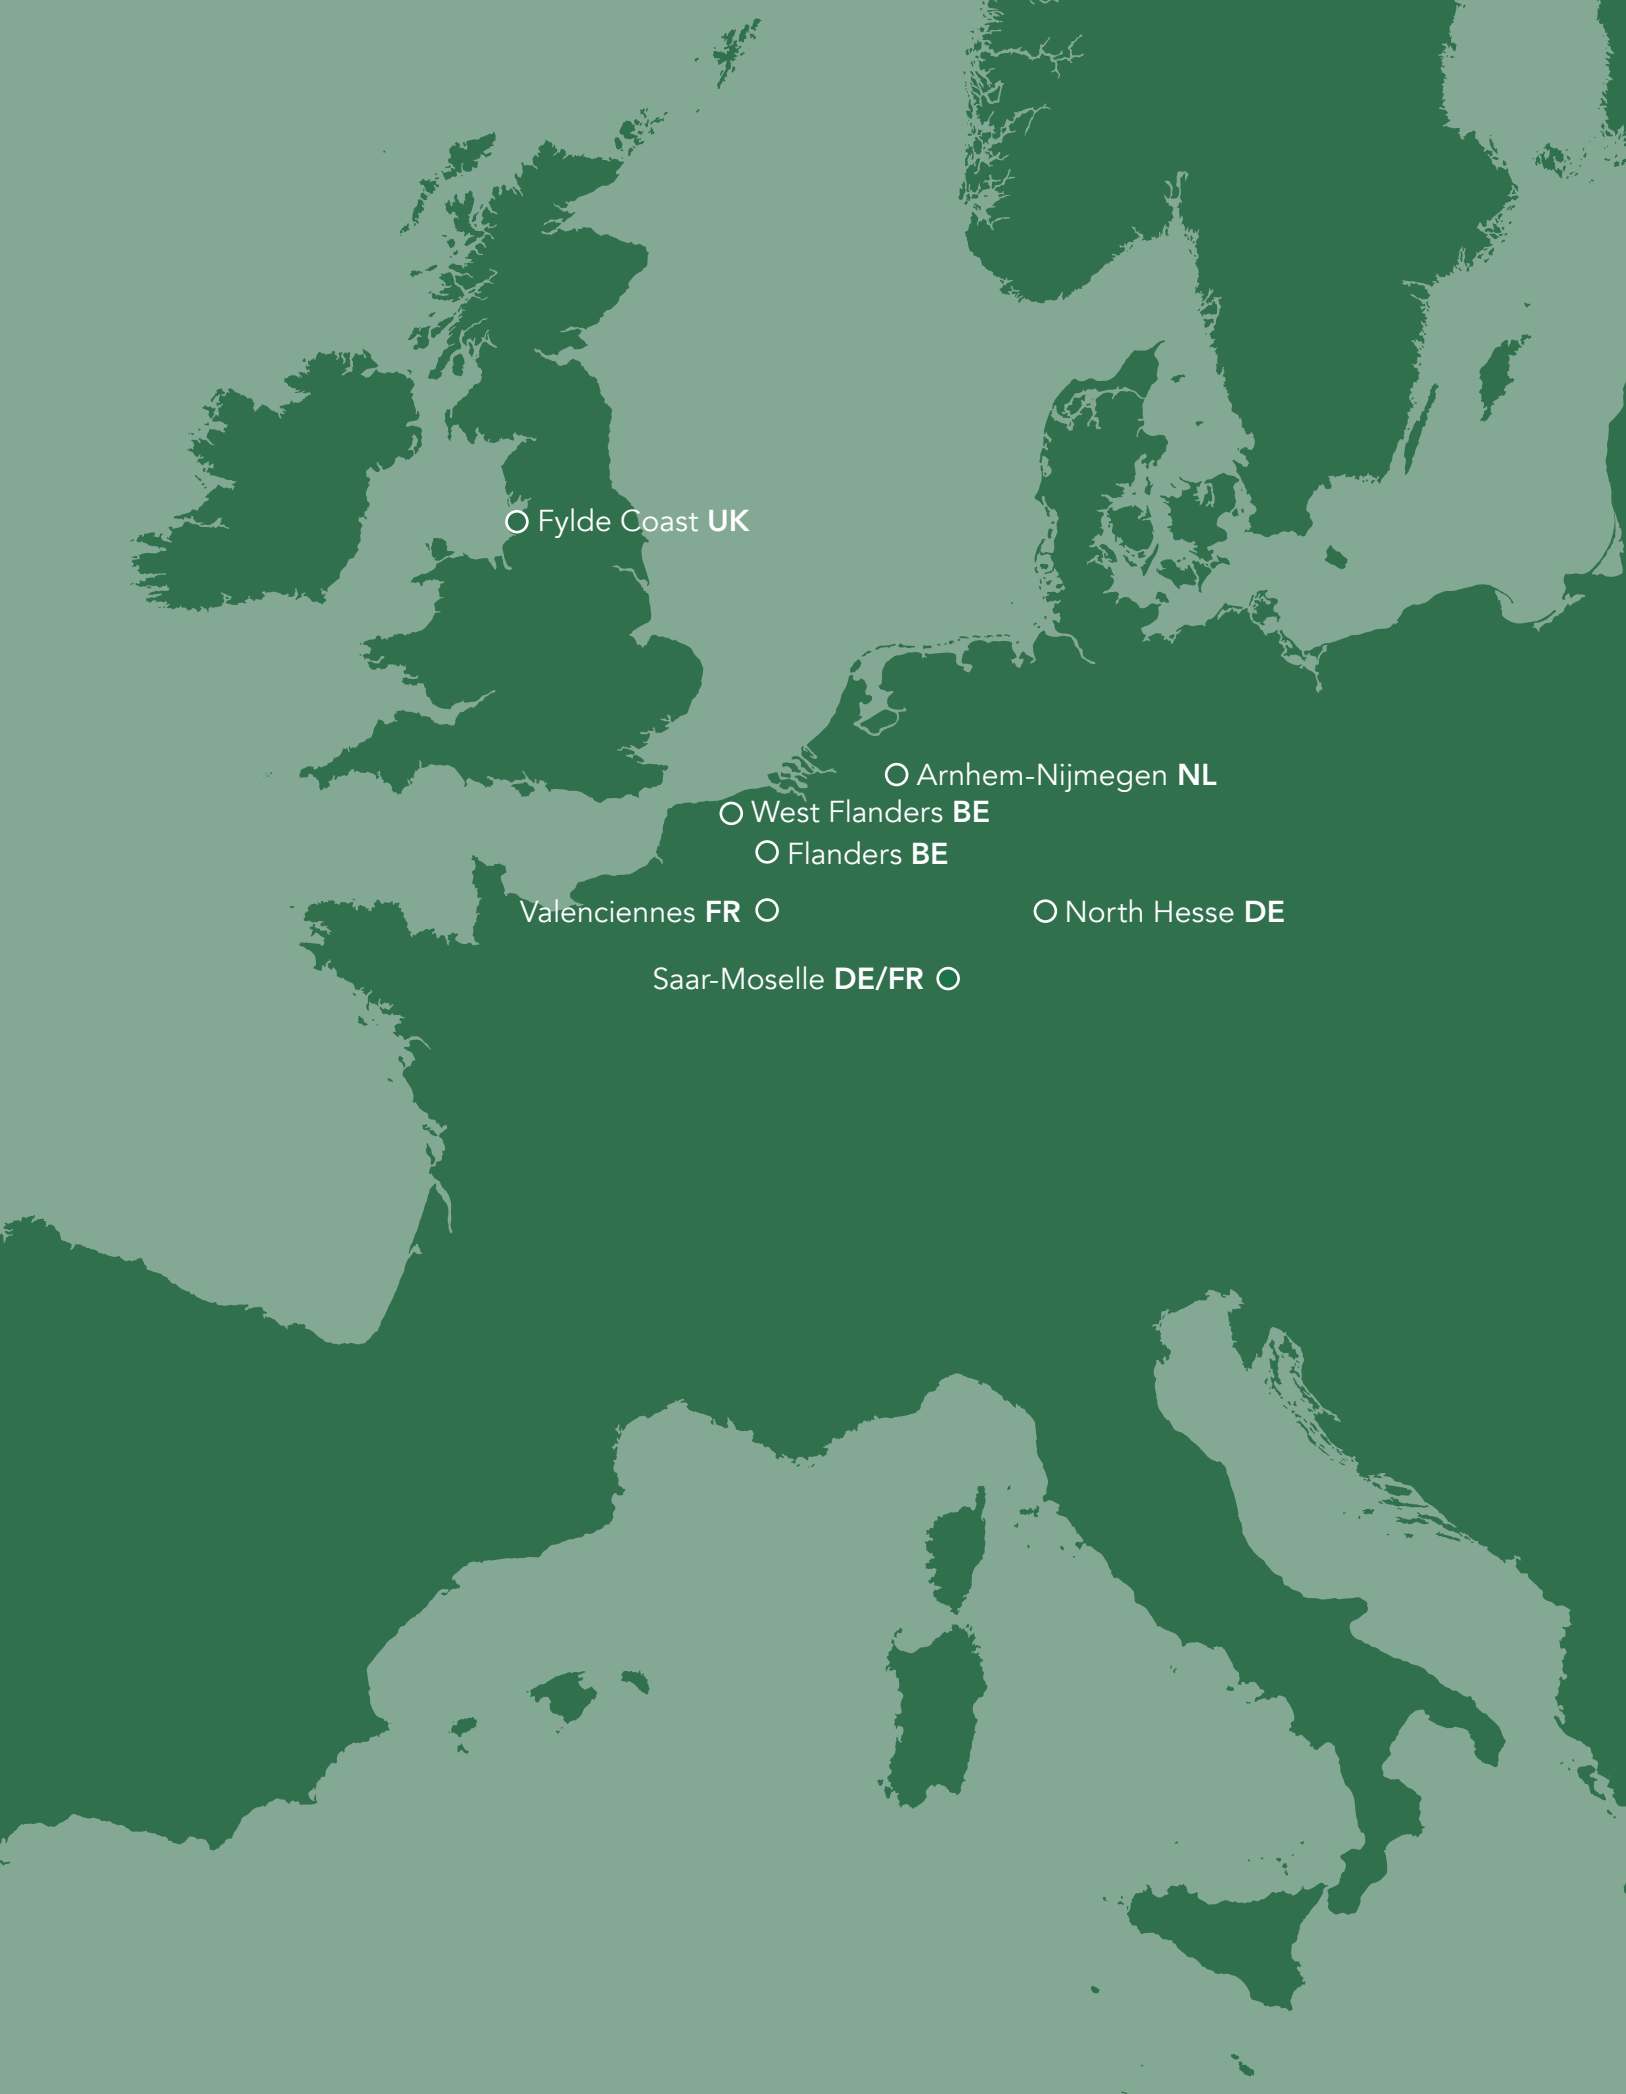 Fylde Coast UK
Arnhem-Nijmegen NL
West Flanders BE
Flanders BE
Valenciennes FR
North Hesse DE
Saar-Moselle DE/FR